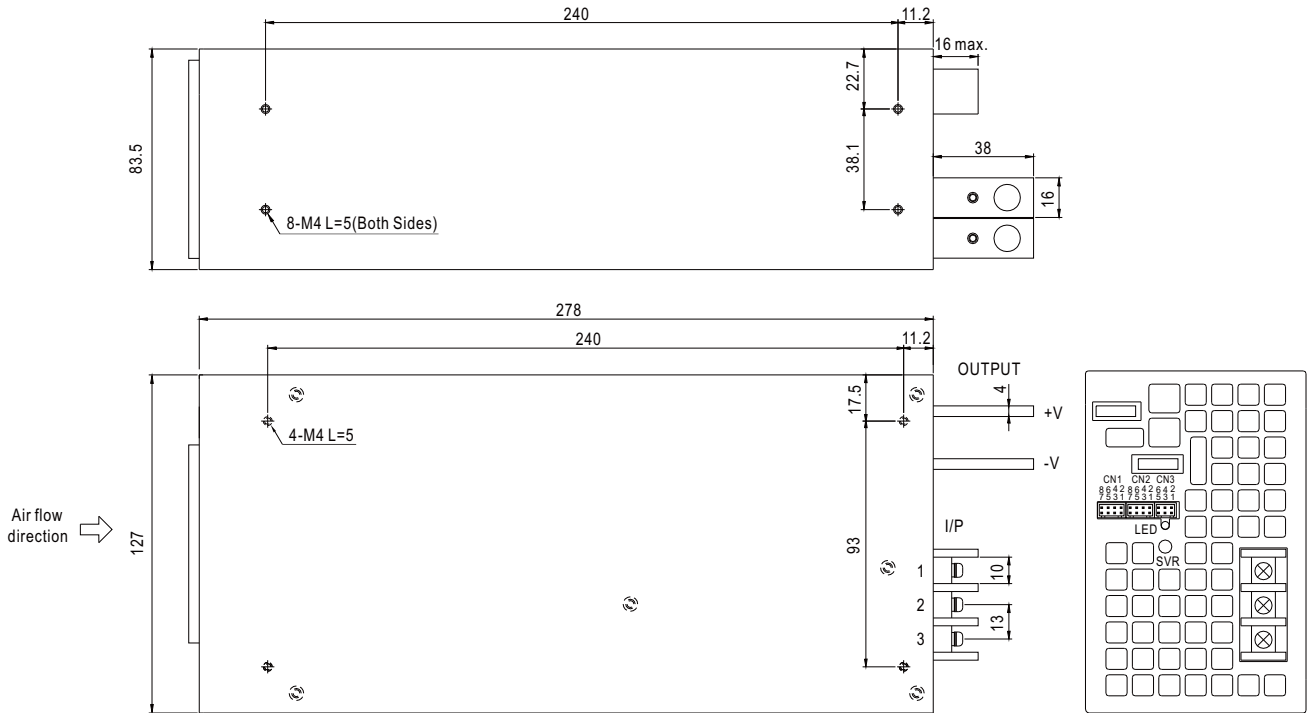 240
11.2
16 max.
22.7
83.5
38.1
38
16
8-M4 L=5(Both Sides)
278
240
11.2
OUTPUT
17.5
4
+V
4-M4 L=5
-V
CN1 CN2 CN3
8 6 4 2 8 6 4 2 6 4 2
7 5 3 1 7 5 3 1 5 3 1
Air flow
direction
127
93
I/P
LED
SVR
1
10
2
13
3